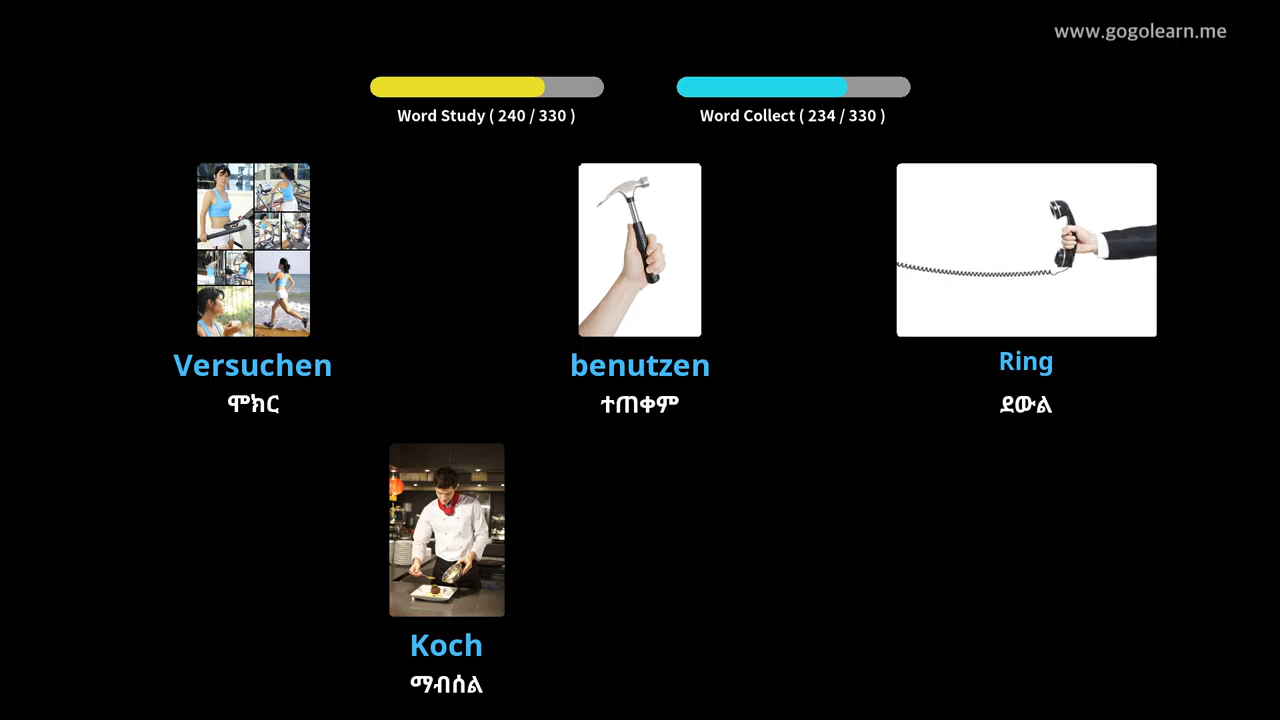 www.gogolearn.me
Word Study ( 240 / 330 )
Word Collect ( 234 / 330 )
Versuchen
ሞክር
benutzen
ተጠቀም
Ring
ደውል
Koch
ማብሰል